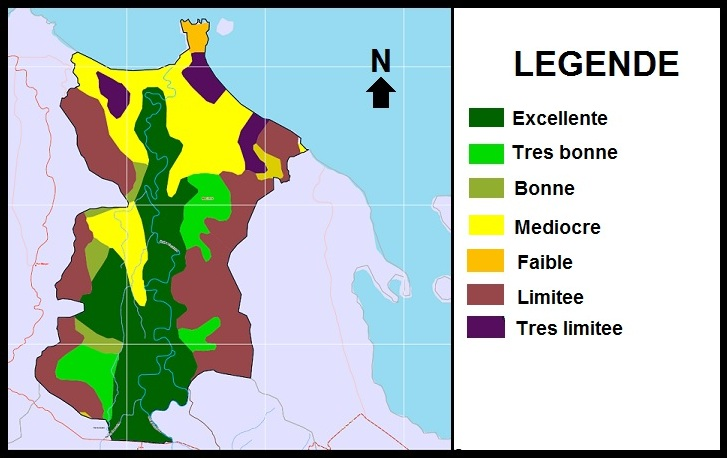 N
LEGENDE
Excellente
Tres bonne
Bonne
Mediocre
Faible
Limitee
Tres limitee